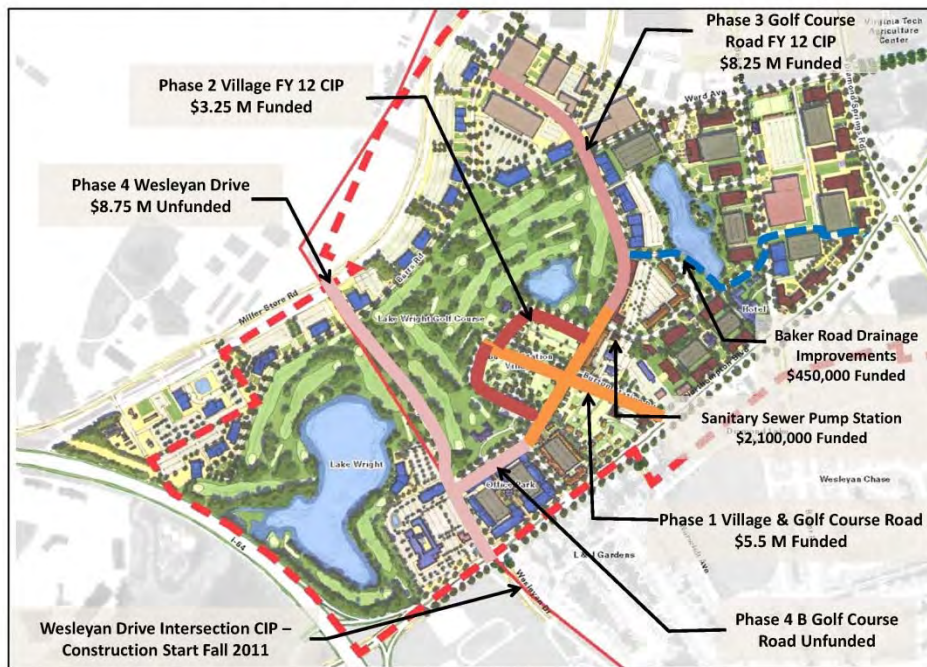 Phase 3 Golf Course
Road FY 12 CIP
$8.25 M Funded
Virginia Tech
Agriculture
Center
Phase 2 Village FY 12 CIP
$3.25 M Funded
Ward Ave
Diamond Springs Rd
Phase 4 Wesleyan Drive
$8.75 M Unfunded
Miller Store Rd
Lake Wright Golf Course
Hotel
Baker Road Drainage
Improvements
$450,000 Funded
Sanitary Sewer Pump Station
$2,100,000 Funded
Lake Wright
Office Park
Wesleyan Chase
Phase 1 Village & Golf Course Road
$5.5 M Funded
I-64
L & J Gardens
Wesleyan Dr
Wesleyan Drive Intersection CIP –
Construction Start Fall 2011
Phase 4 B Golf Course
Road Unfunded